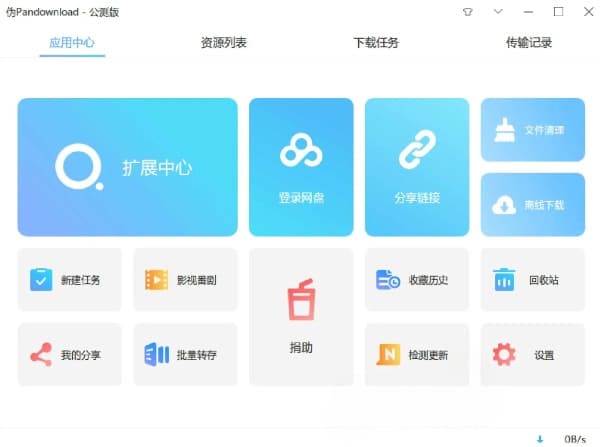 伪Pandownload - 公测版
应用中心 资源列表 下载任务 传输记录
扩展中心
登录网盘
分享链接
文件清理
离线下载
新建任务
影视番剧
捐助
收藏历史
回收站
我的分享
批量转存
检测更新
设置
0B/s